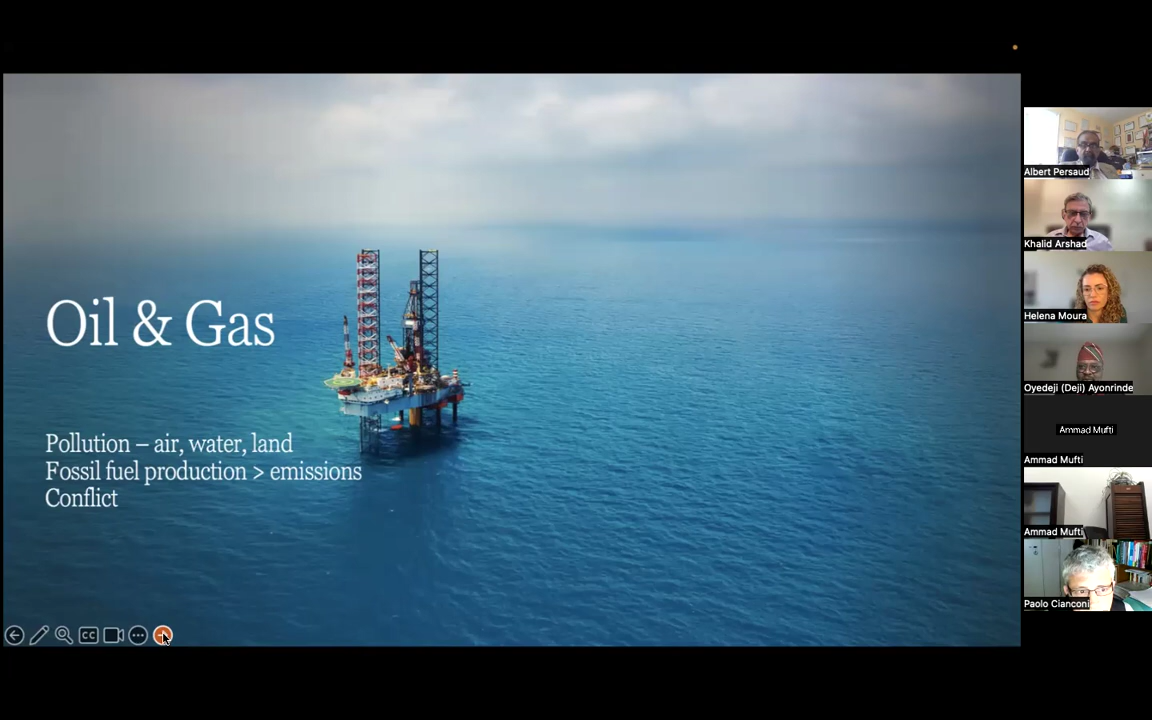 Oil & Gas
Pollution – air, water, land
Fossil fuel production > emissions
Conflict
CC
Albert Persaud
Khalid Arshad
Helena Moura
Oyedeji (Deji) Ayonrinde
Ammad Mufti
Ammad Mufti
Ammad Mufti
Paolo Cianconi